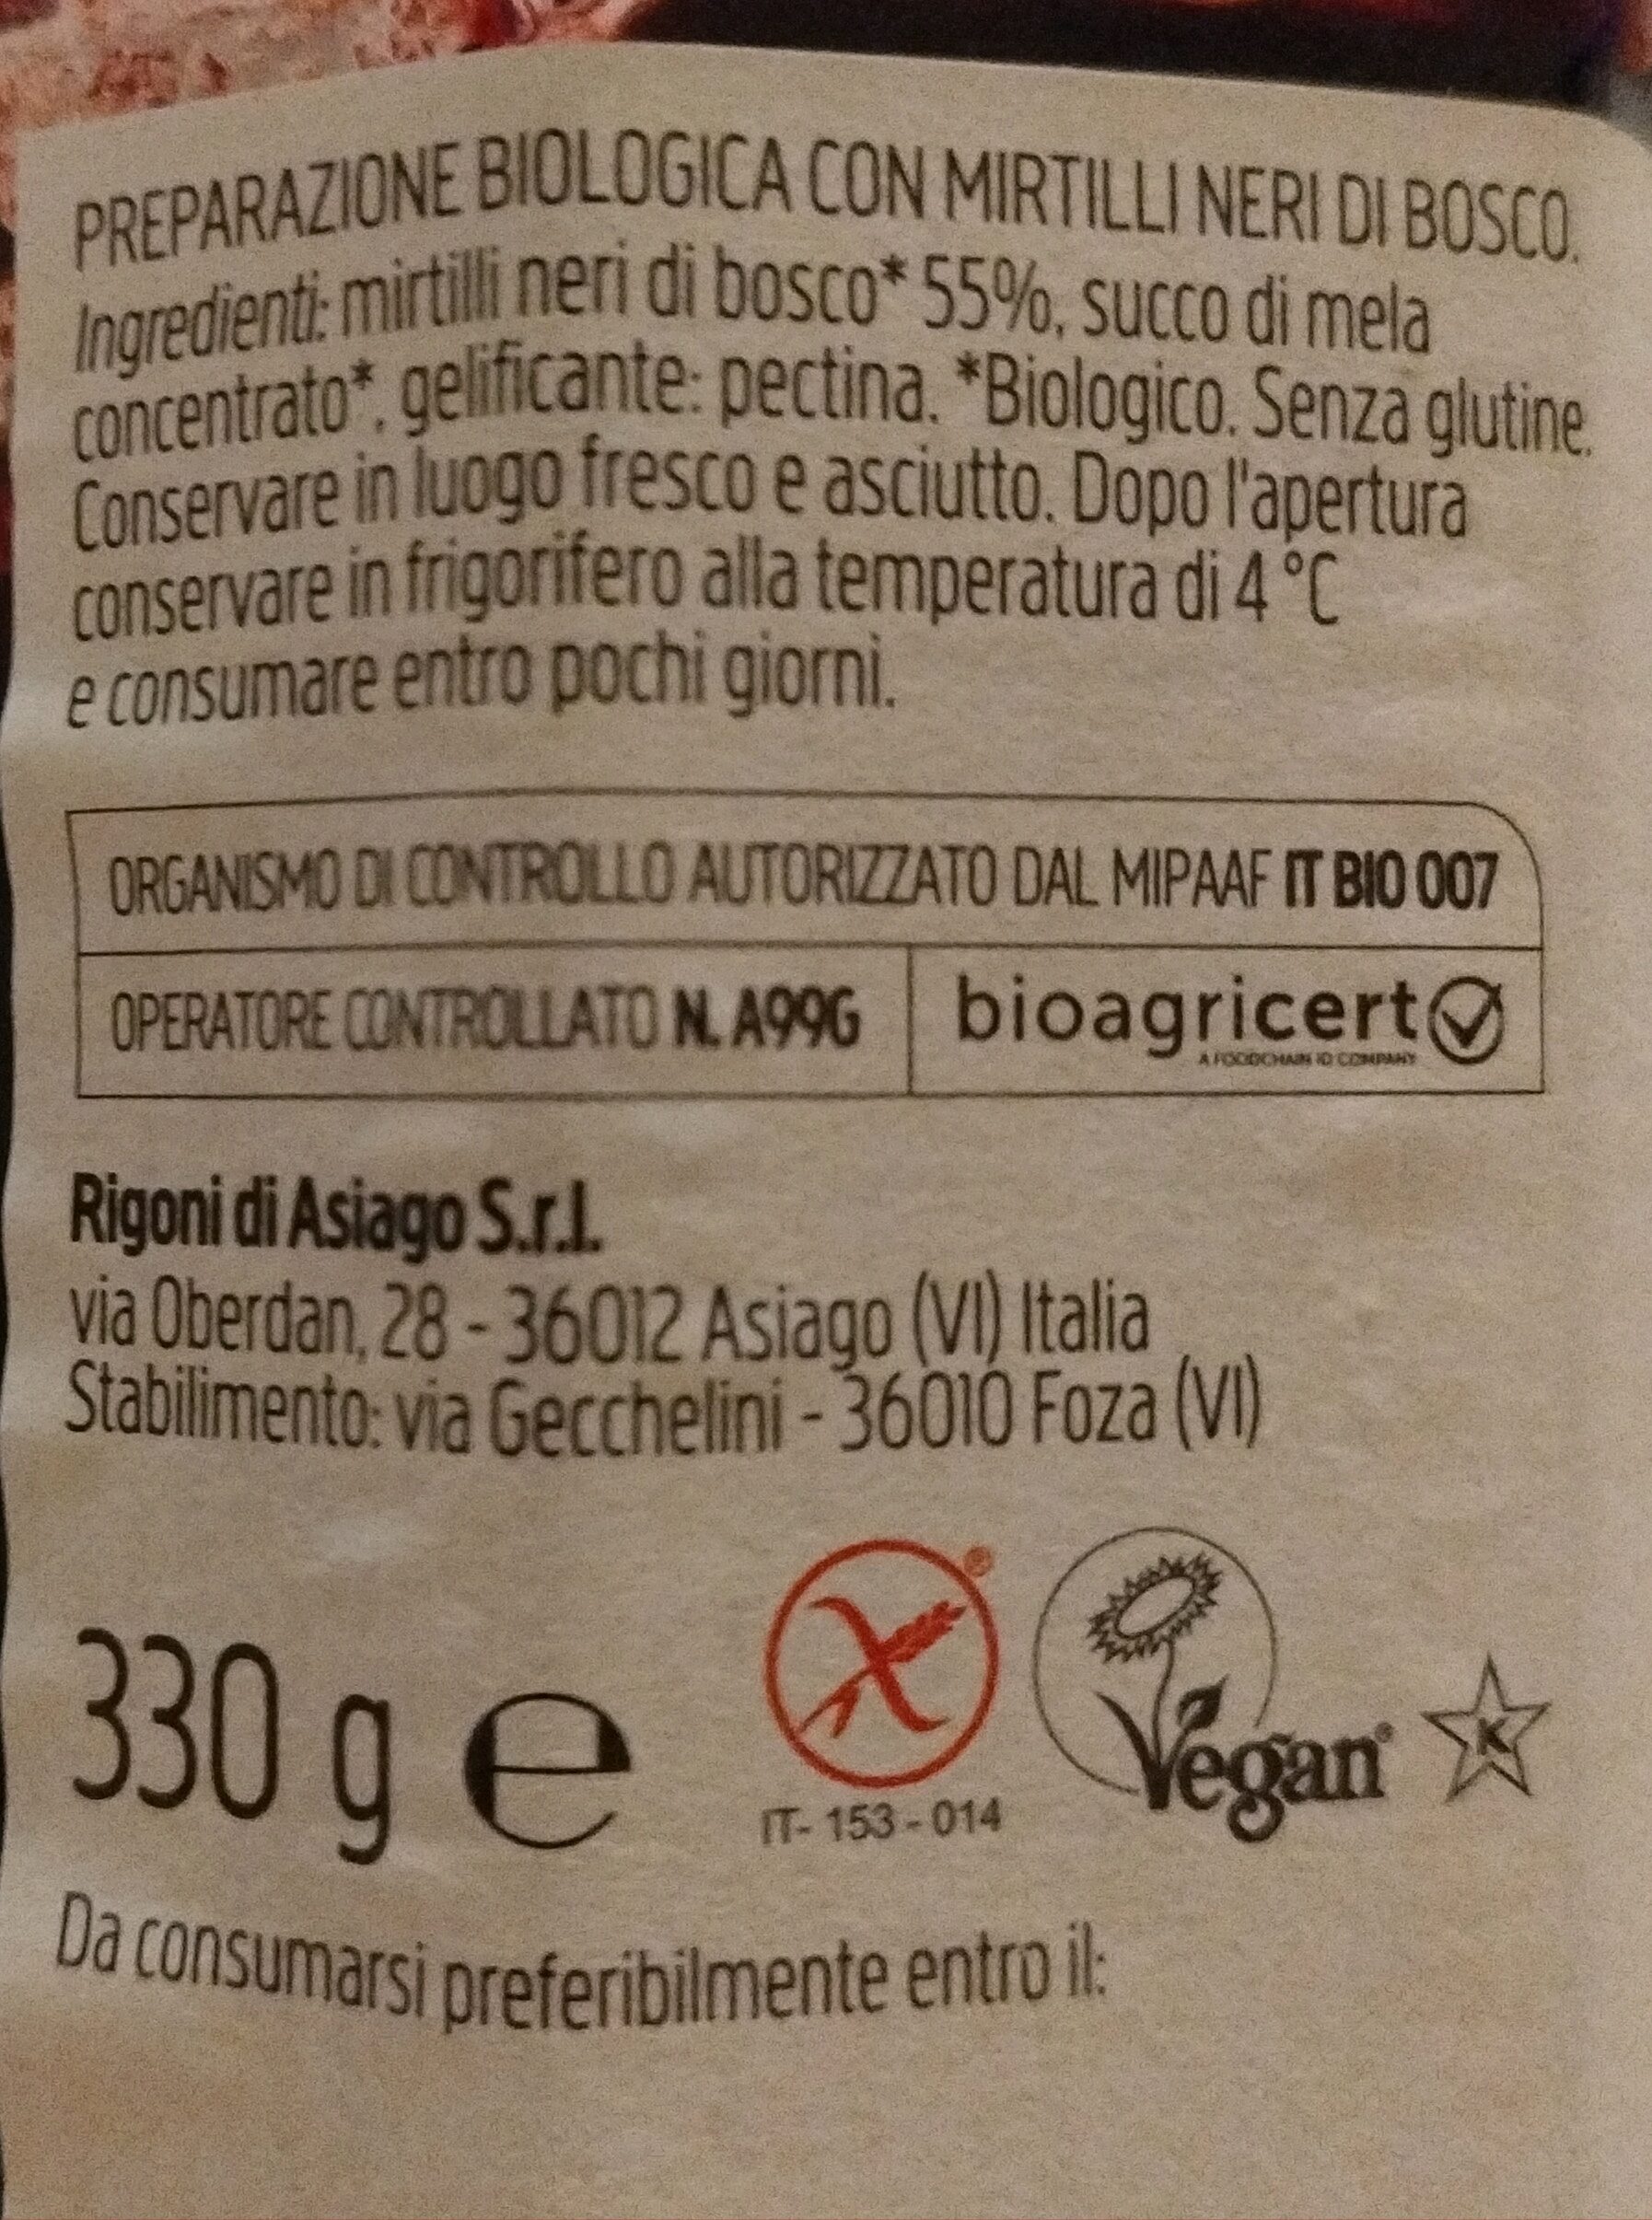 PREPARAZIONE BIOLOGICA CON MIRTILLI NERI DI BOSCO.
Ingredienti: mirtilli neri di bosco* 55%, succo di mela
concentrato*, gelificante: pectina. *Biologico. Senza glutine.
Conservare in luogo fresco e asciutto. Dopo l'apertura
conservare in frigorifero alla temperatura di 4 °C
e consumare entro pochi giorni.
ORGANISMO DI CONTROLLO AUTORIZZATO DAL MIPAAF IT BIO 007
OPERATORE CONTROLLATO N. A99G
bioagricert
A FOODCHAIN ID COMPANY
Rigoni di Asiago S.r.l.
via Oberdan, 28 - 36012 Asiago (VI) Italia
Stabilimento: via Gecchelini - 36010 Foza (VI)
330 g e
®
IT- 153 - 014
Vegan®
K
Da consumarsi preferibilmente entro il: